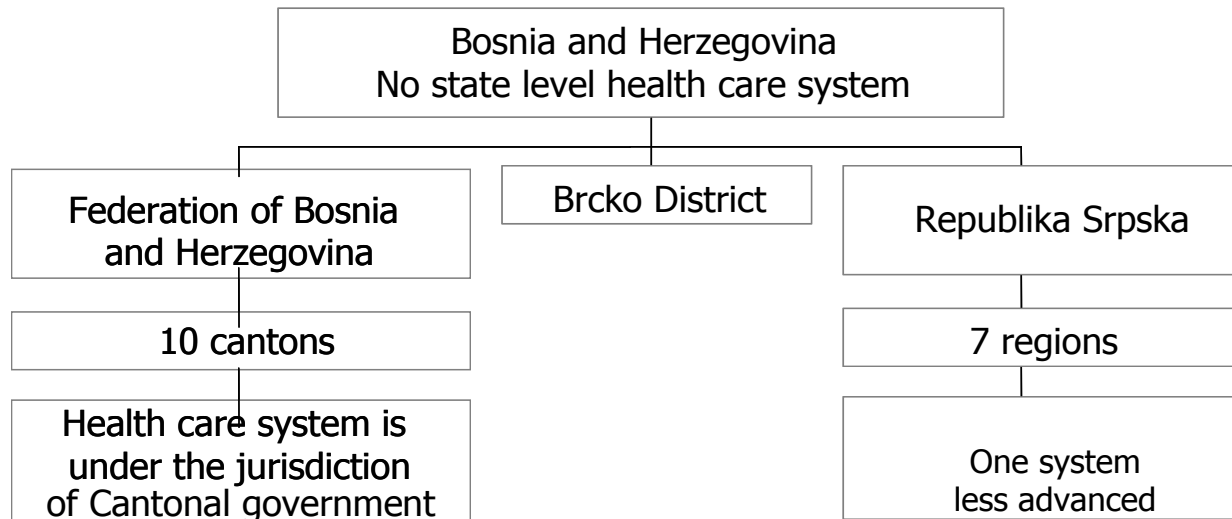 Bosnia and Herzegovina
No state level health care system
Federation of Bosnia
and Herzegovina
Brcko District
Republika Srpska
10 cantons
7 regions
Health care system is
under the jurisdiction
of Cantonal government
One system
less advanced